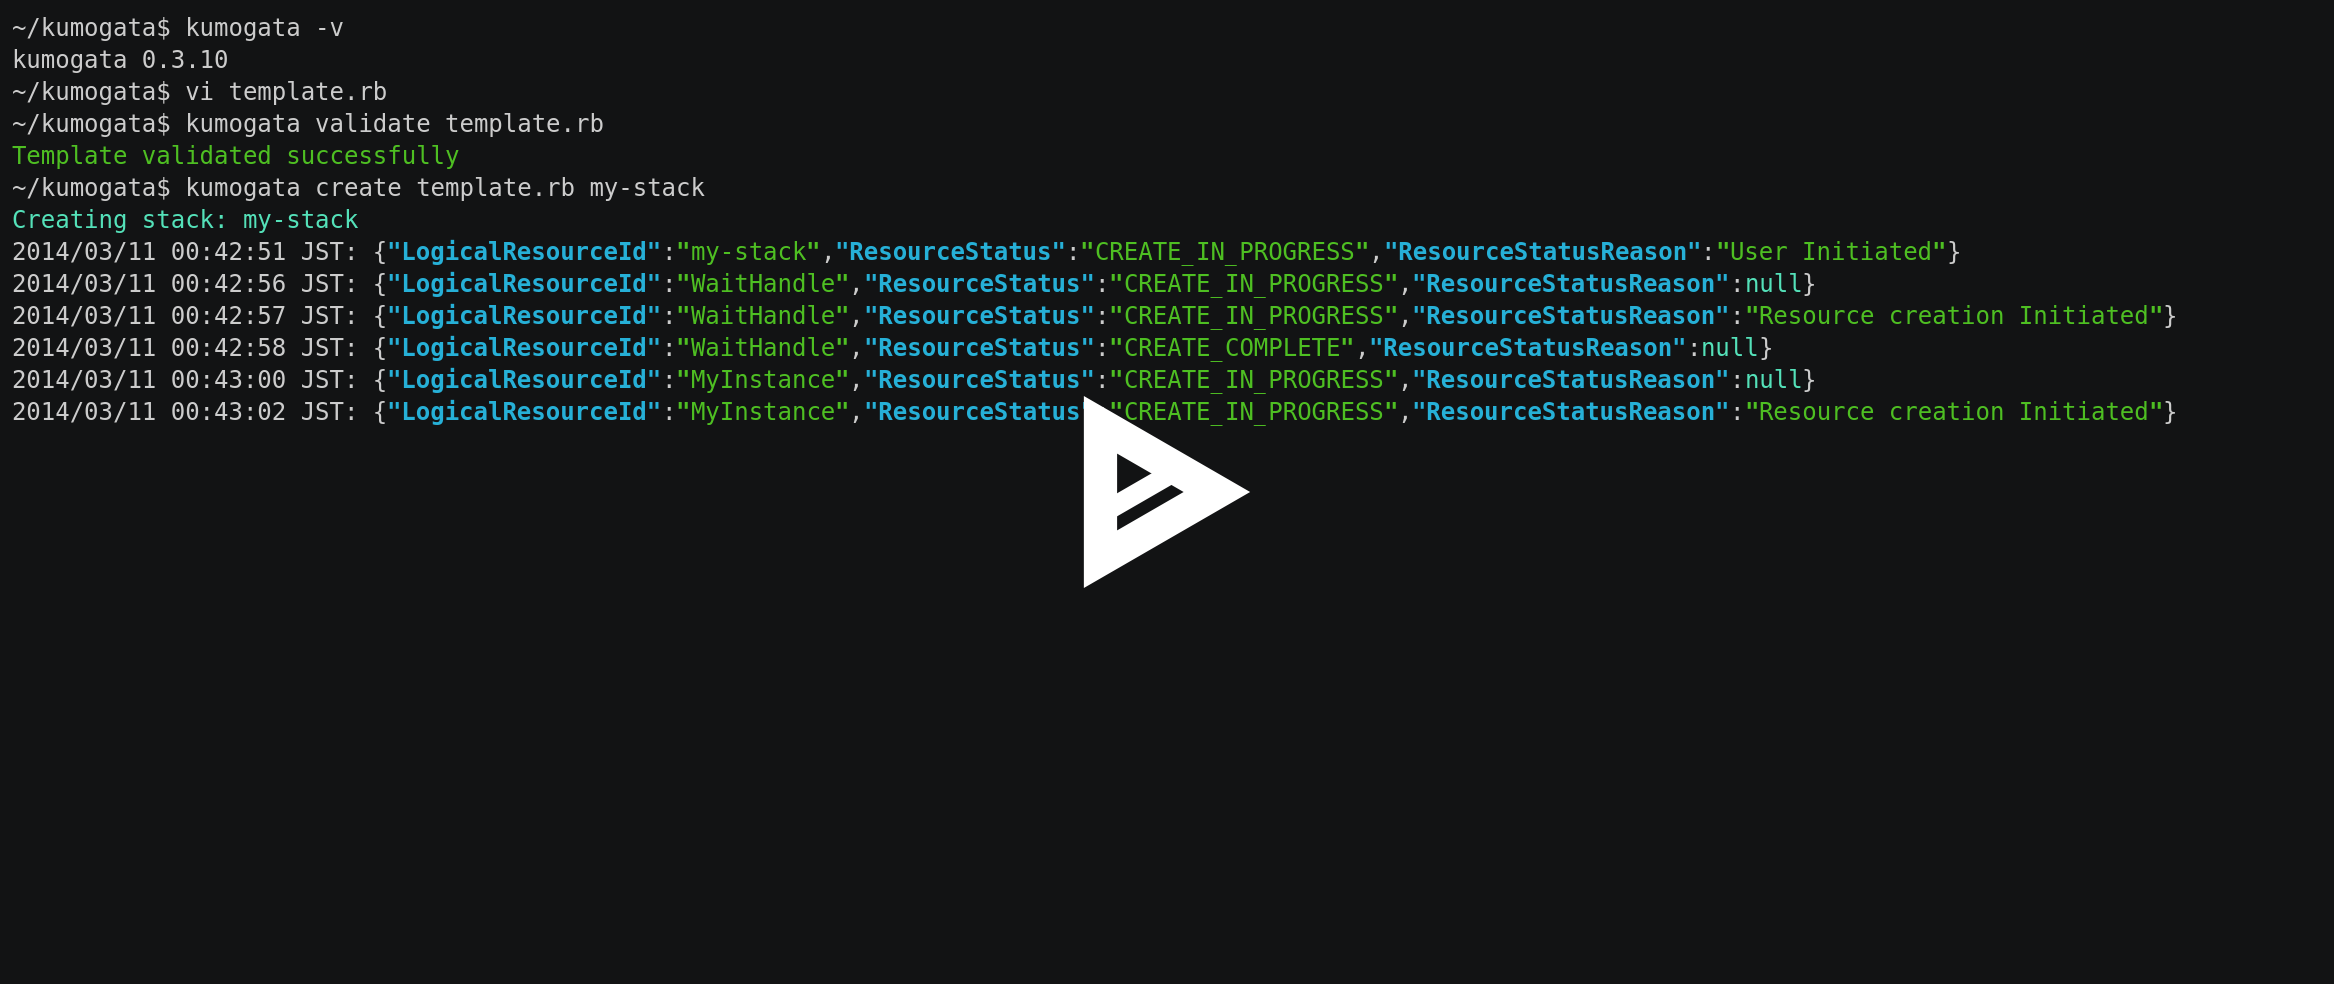 ~/kumogata$ kumogata -v
kumogata 0.3.10
~/kumogata$ vi template.rb
~/kumogata$ kumogata validate template.rb
Template validated successfully
~/kumogata$ kumogata create template.rb my-stack
Creating stack: my-stack
2014/03/11 00:42:51 JST: {"LogicalResourceId":"my-stack","ResourceStatus":"CREATE_IN_PROGRESS","ResourceStatusReason":"User Initiated"}
2014/03/11 00:42:56 JST: {"LogicalResourceId":"WaitHandle","ResourceStatus":"CREATE_IN_PROGRESS","ResourceStatusReason":null}
2014/03/11 00:42:57 JST: {"LogicalResourceId":"WaitHandle","ResourceStatus":"CREATE_IN_PROGRESS","ResourceStatusReason":"Resource creation Initiated"}
2014/03/11 00:42:58 JST: {"LogicalResourceId":"WaitHandle","ResourceStatus":"CREATE_COMPLETE","ResourceStatusReason":null}
2014/03/11 00:43:00 JST: {"LogicalResourceId":"MyInstance","ResourceStatus":"CREATE_IN_PROGRESS","ResourceStatusReason":null}
2014/03/11 00:43:02 JST: {"LogicalResourceId":"MyInstance","ResourceStatus":"CREATE_IN_PROGRESS","ResourceStatusReason":"Resource creation Initiated"}